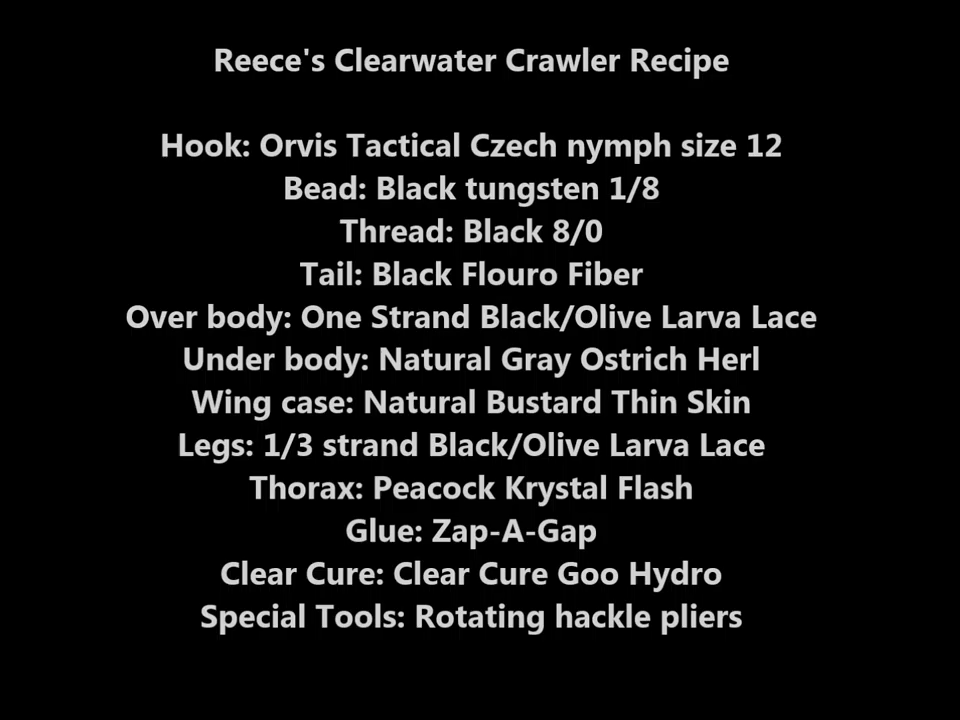 Reece's Clearwater Crawler Recipe
Hook: Orvis Tactical Czech nymph size 12
Bead: Black tungsten 1/8
Thread: Black 8/0
Tail: Black Flouro Fiber
Over body: One Strand Black/Olive Larva Lace
Under body: Natural Gray Ostrich Herl
Wing case: Natural Bustard Thin Skin
Legs: 1/3 strand Black/Olive Larva Lace
Thorax: Peacock Krystal Flash
Glue: Zap-A-Gap
Clear Cure: Clear Cure Goo Hydro
Special Tools: Rotating hackle pliers